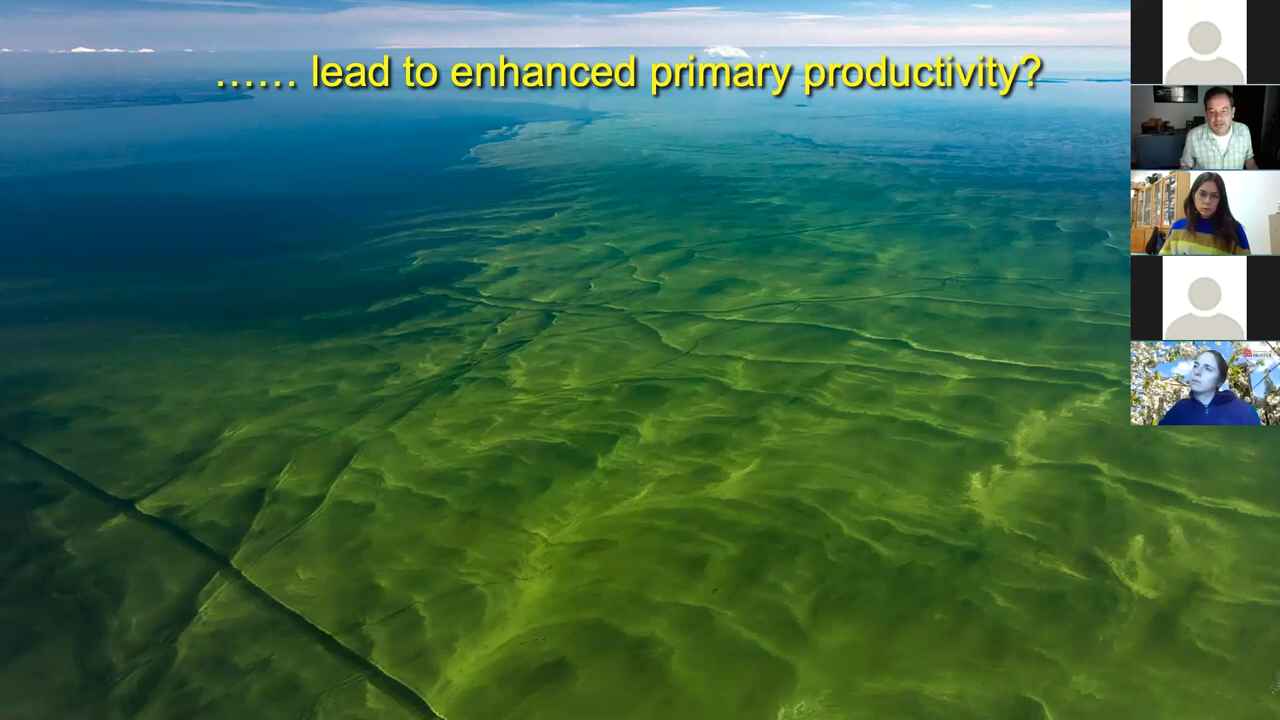 ...... lead to enhanced primary productivity?